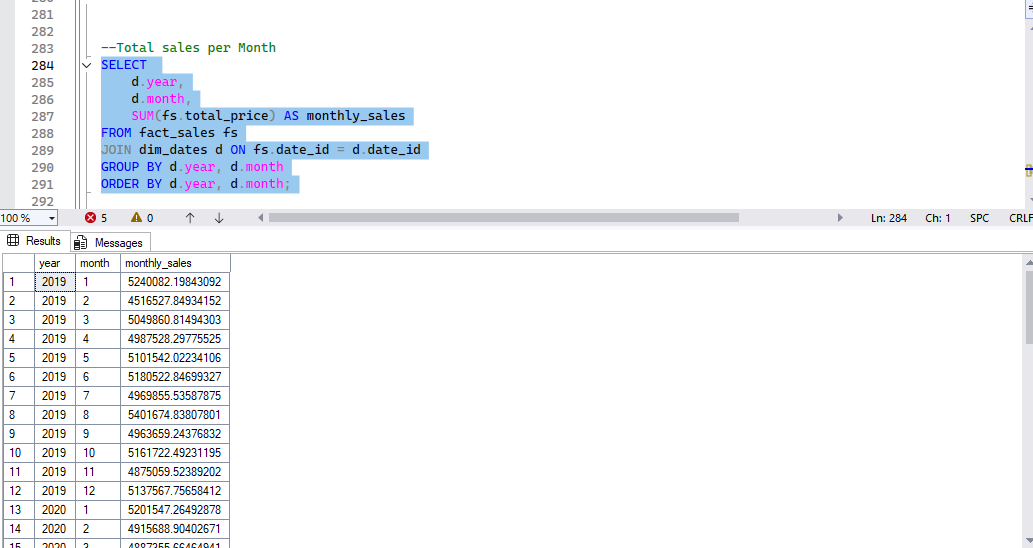 281
282
283 --Total sales per Month
284 SELECT
285 d.year,
286 d.month,
287 SUM(fs.total_price) AS monthly_sales
288 FROM fact_sales fs
289 JOIN dim_dates d ON fs.date_id = d.date_id
290 GROUP BY d.year, d.month
291 ORDER BY d.year, d.month;
292
100 % 5 0 Ln: 284 Ch: 1 SPC CRLF
Results Messages
year month monthly_sales
1 2019 1 5240082.19843092
2 2019 2 4516527.84934152
3 2019 3 5049860.81494303
4 2019 4 4987528.29775525
5 2019 5 5101542.02234106
6 2019 6 5180522.84699327
7 2019 7 4969855.53587875
8 2019 8 5401674.83807801
9 2019 9 4963659.24376832
10 2019 10 5161722.49231195
11 2019 11 4875059.52389202
12 2019 12 5137567.75658412
13 2020 1 5201547.26492878
14 2020 2 4915688.90402671
15 2020 3 4887355.66464941